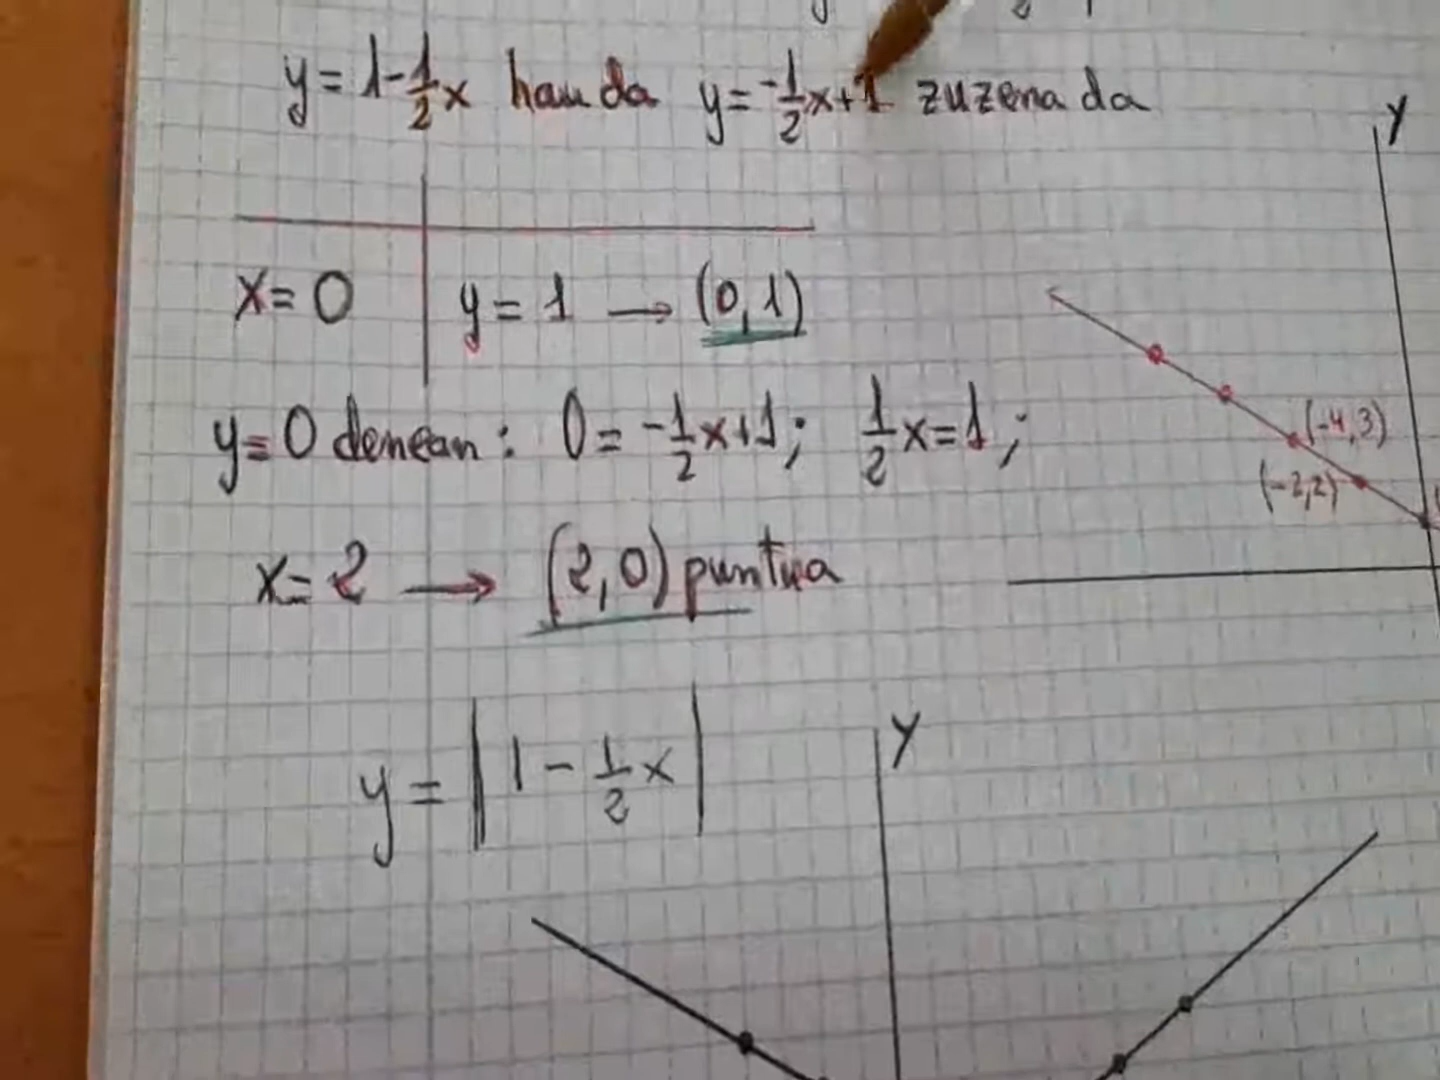 y = 1 - 1/2 x hau da y = -1/2 x + 1 zuzena da
x = 0 y = 1 → (0, 1)
y = 0 denean : 0 = -1/2 x + 1 ; 1/2 x = 1 ;
x = 2 → (2, 0) puntua
y = | 1 - 1/2 x |
y
(-4, 3)
(-2, 2)
y